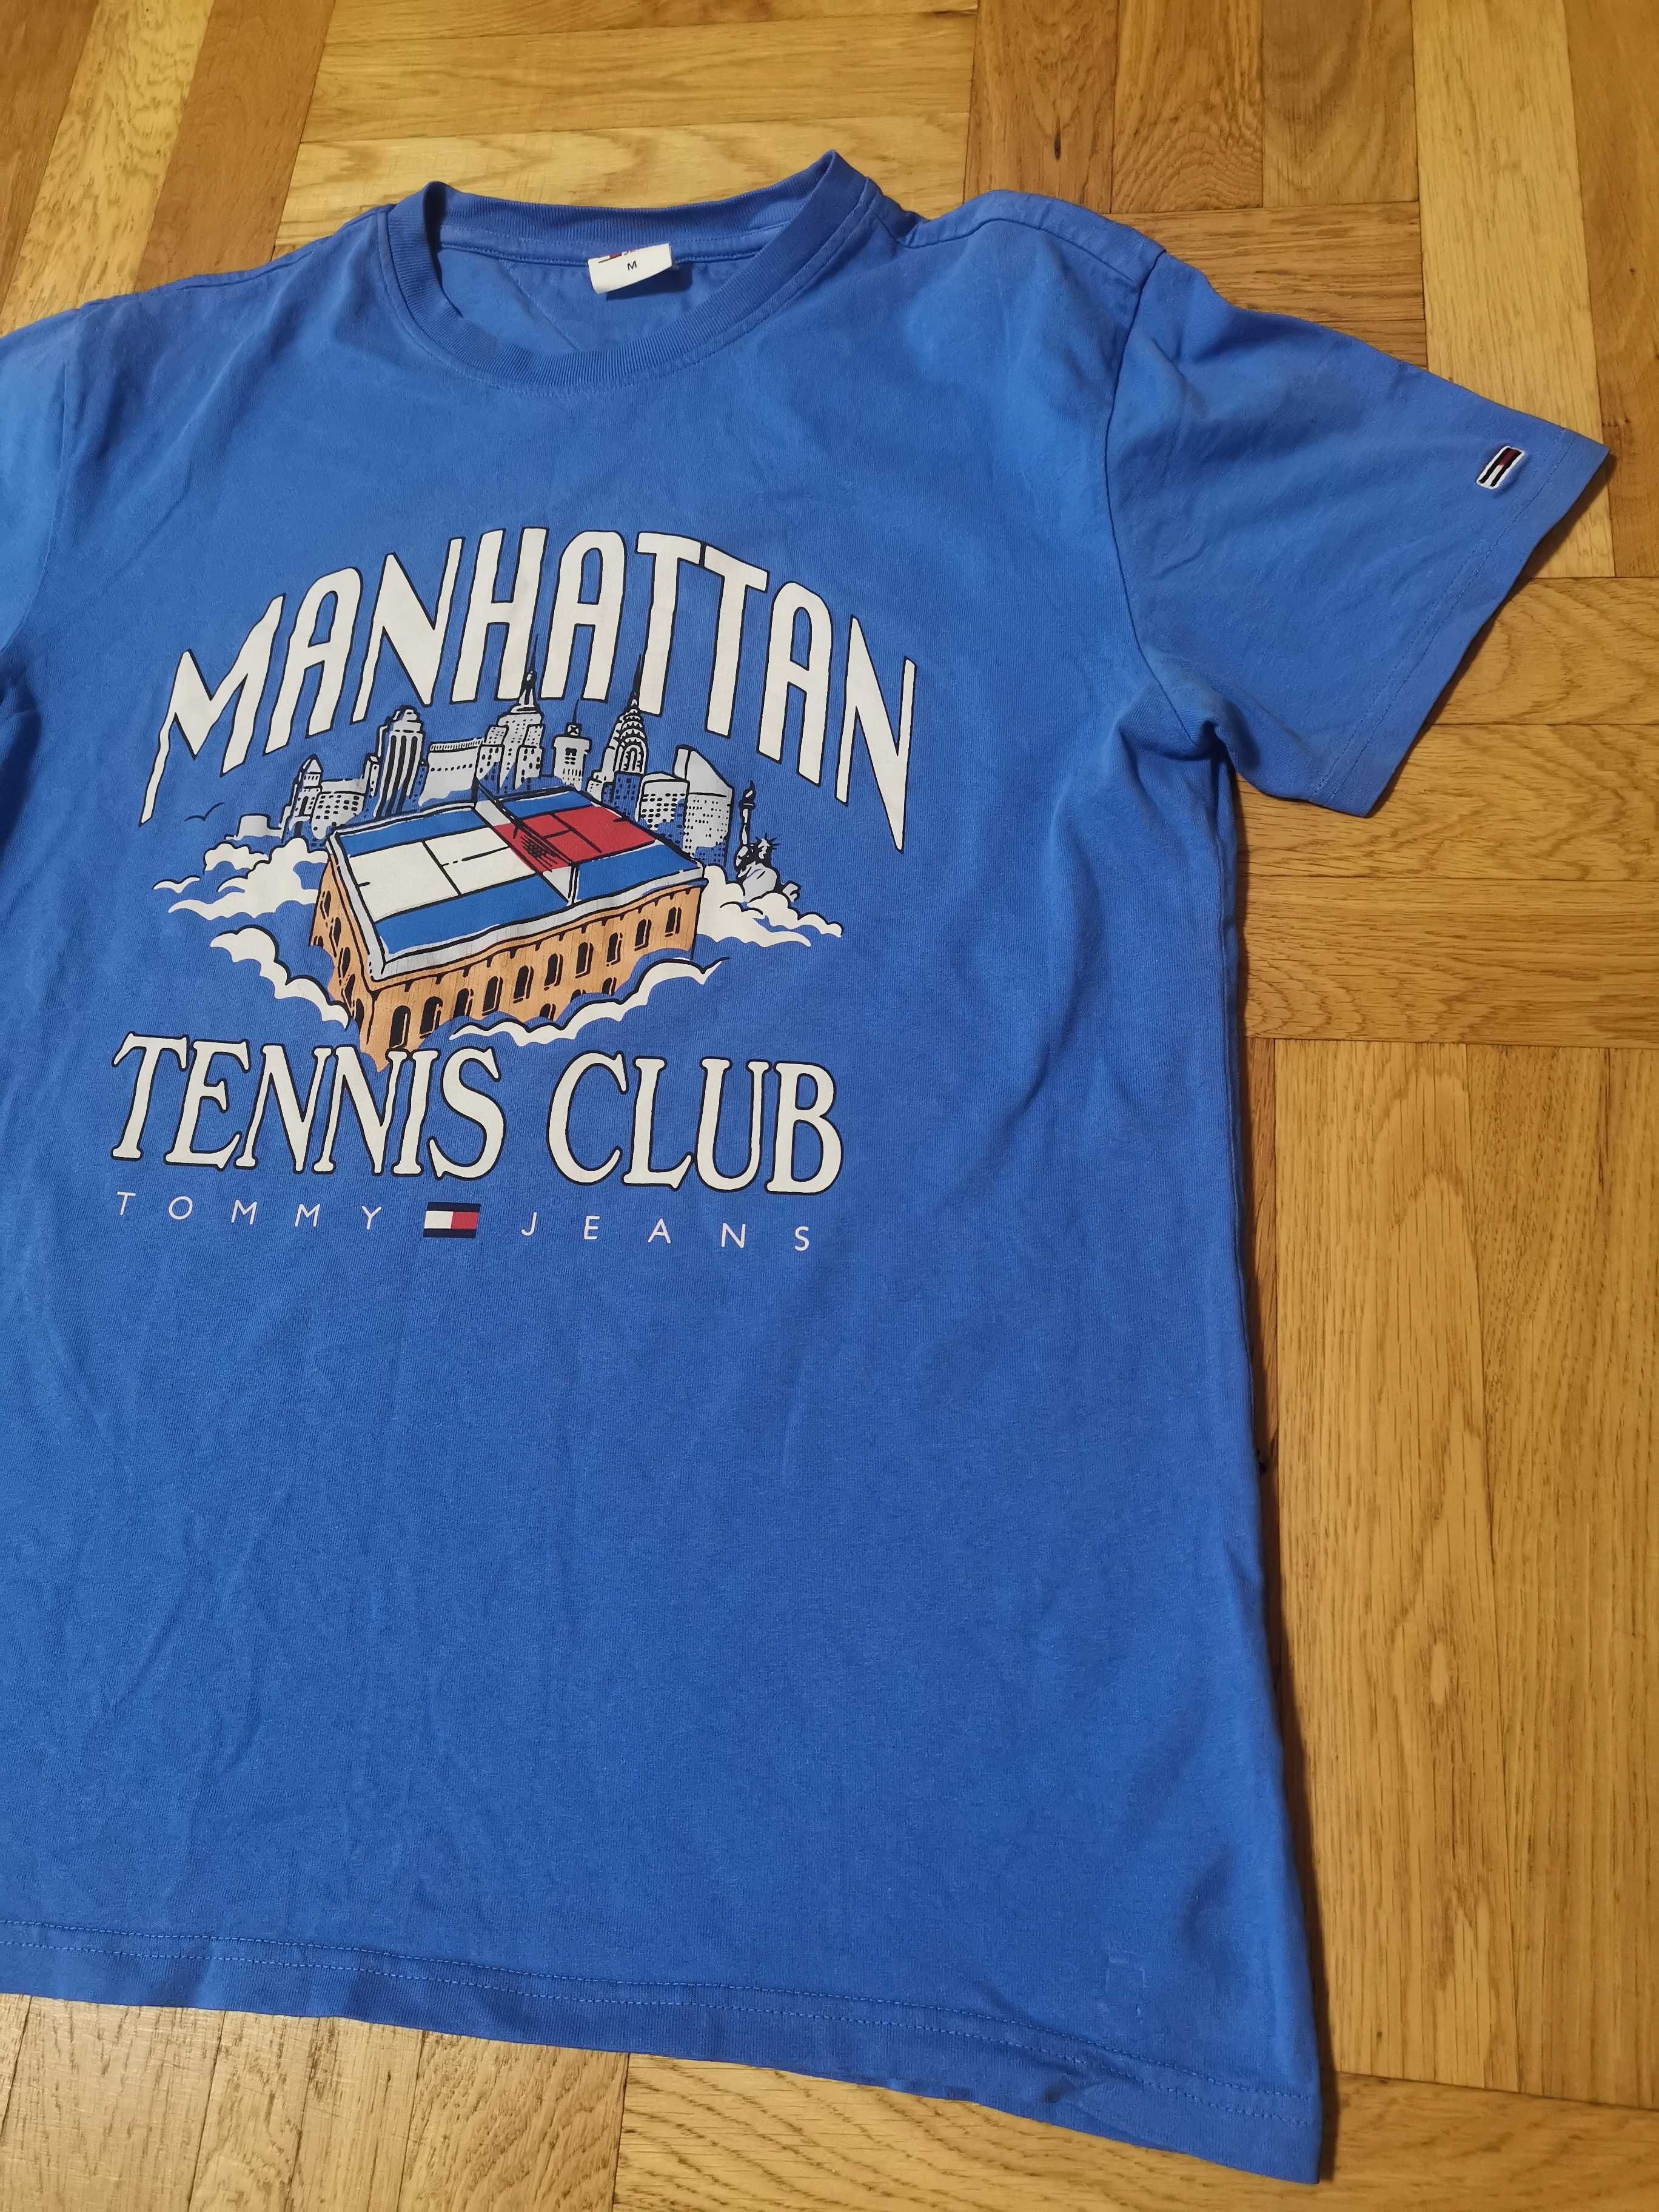 M
MANHATTAN
TENNIS CLUB
TOMMY JEANS